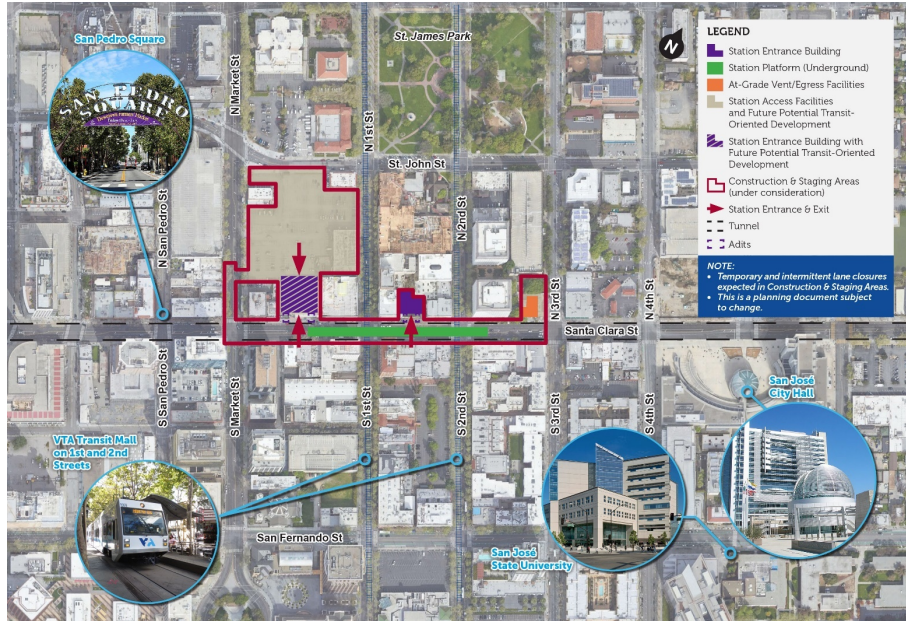 San Pedro Square
SAN PEDRO
SQUARE
N Market St
St. James Park
N
N 1st St
St. John St
N 2nd St
N San Pedro St
N 3rd St
N 4th St
Santa Clara St
S San Pedro St
S Market St
S 1st St
S 2nd St
S 3rd St
S 4th St
San José
City Hall
VTA Transit Mall
on 1st and 2nd
Streets
VTA
San Fernando St
San José
State University
LEGEND
Station Entrance Building
Station Platform (Underground)
At-Grade Vent/Egress Facilities
Station Access Facilities
and Future Potential Transit-
Oriented Development
Station Entrance Building with
Future Potential Transit-Oriented
Development
Construction & Staging Areas
(under consideration)
Station Entrance & Exit
Tunnel
Adits
NOTE:
• Temporary and intermittent lane closures
expected in Construction & Staging Areas.
• This is a planning document subject
to change.